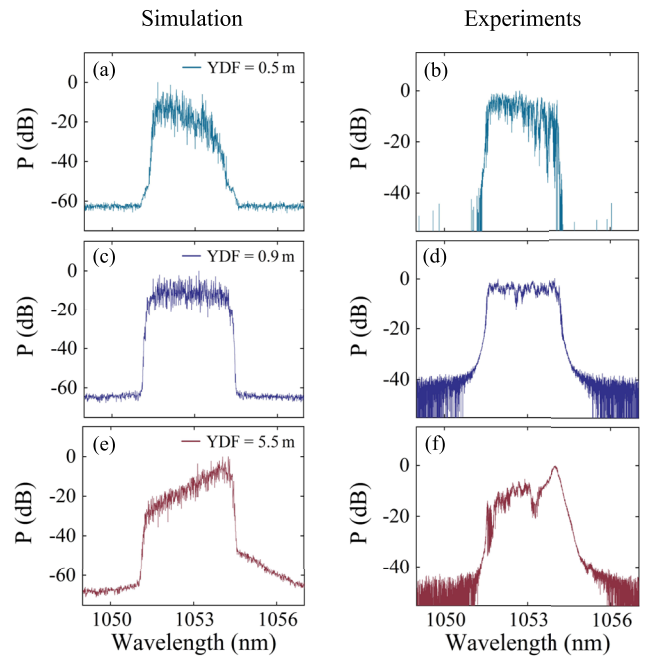 Simulation Experiments
(a) YDF = 0.5 m (b)
0 0
P (dB) -20 P (dB) -20
-40 -40
-60
(c) YDF = 0.9 m (d)
0 0
P (dB) -20 P (dB) -20
-40 -40
-60
(e) YDF = 5.5 m (f)
0 0
P (dB) -20 P (dB) -20
-40 -40
-60
1050 1053 1056 1050 1053 1056
Wavelength (nm) Wavelength (nm)